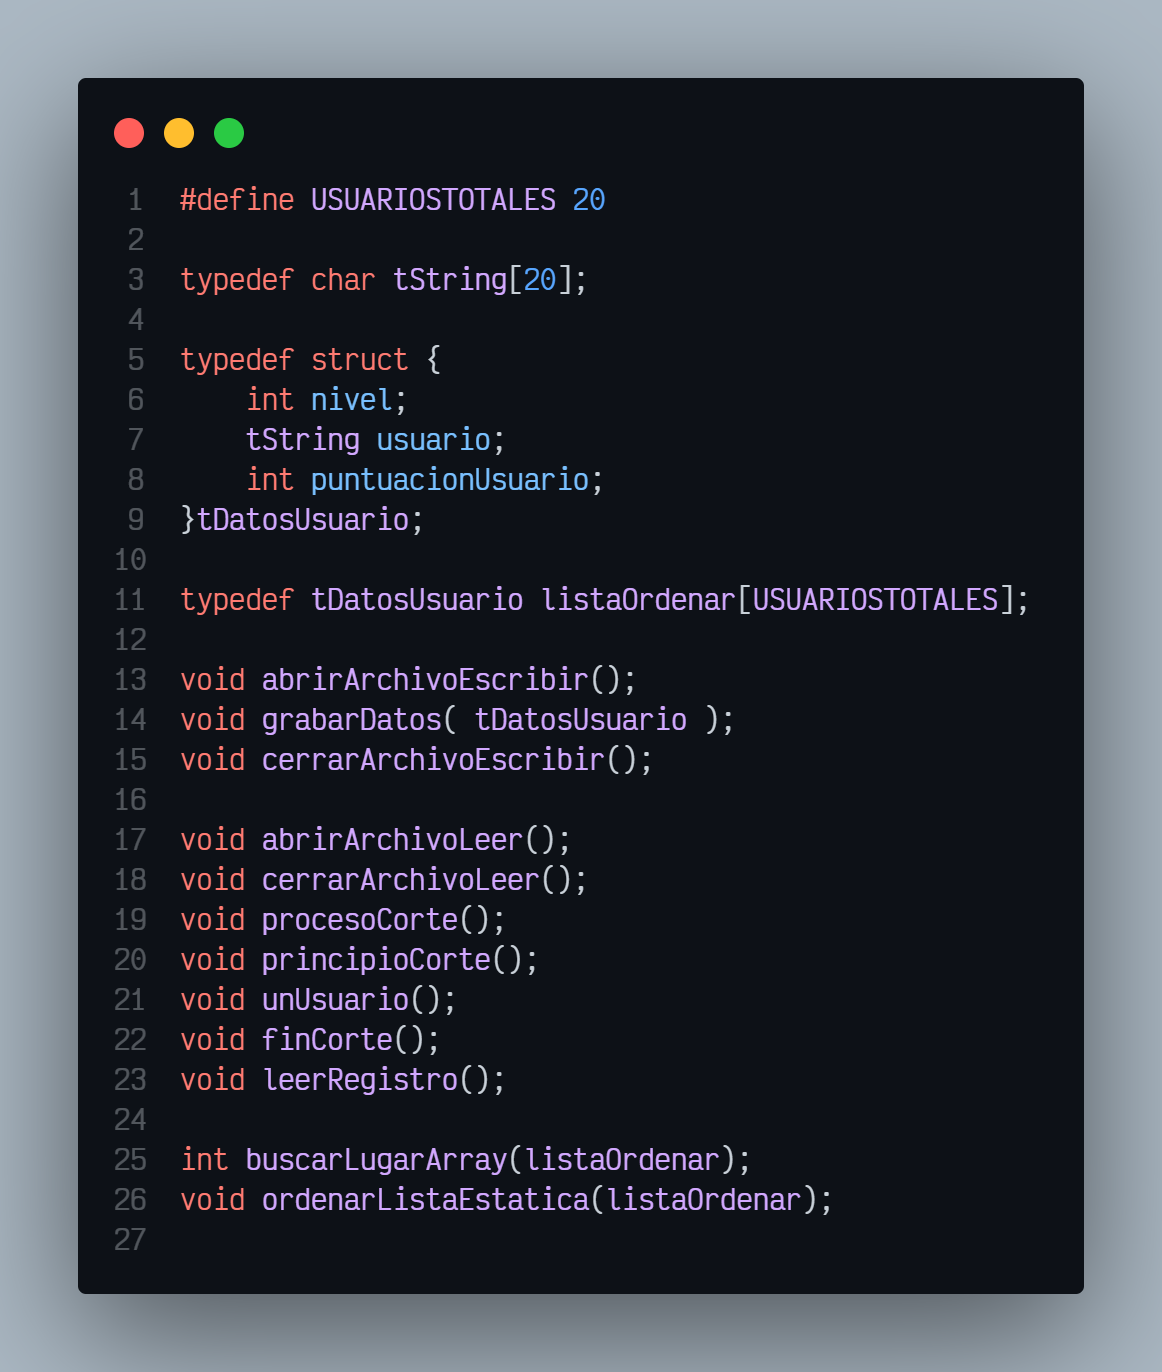 1 #define USUARIOSTOTALES 20
2
3 typedef char tString[20];
4
5 typedef struct {
6     int nivel;
7     tString usuario;
8     int puntuacionUsuario;
9 }tDatosUsuario;
10
11 typedef tDatosUsuario listaOrdenar[USUARIOSTOTALES];
12
13 void abrirArchivoEscribir();
14 void grabarDatos( tDatosUsuario );
15 void cerrarArchivoEscribir();
16
17 void abrirArchivoLeer();
18 void cerrarArchivoLeer();
19 void procesoCorte();
20 void principioCorte();
21 void unUsuario();
22 void finCorte();
23 void leerRegistro();
24
25 int buscarLugarArray(listaOrdenar);
26 void ordenarListaEstatica(listaOrdenar);
27